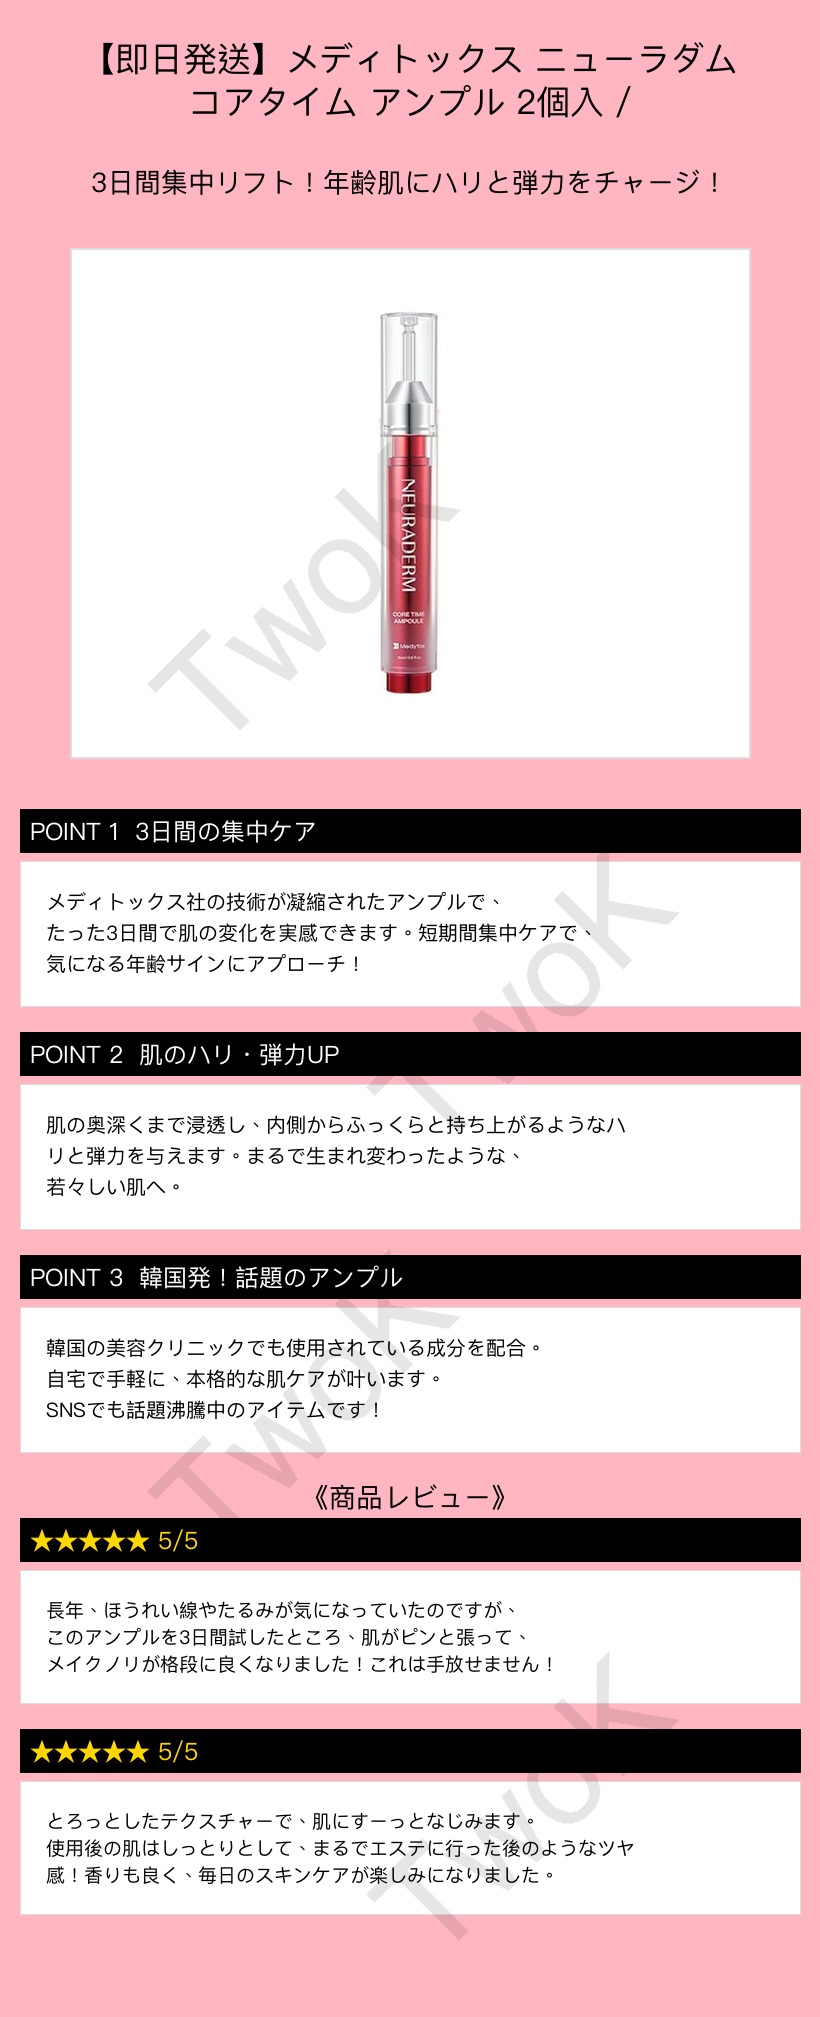 【即日発送】メディトックス ニューラダム
コアタイム アンプル 2個入 /
3日間集中リフト！年齢肌にハリと弾力をチャージ！
NEURADERM
CORE TIME
AMPOULE
Medytox
TwoK
POINT 1 3日間の集中ケア
メディトックス社の技術が凝縮されたアンプルで、
たった3日間で肌の変化を実感できます。短期間集中ケアで、
気になる年齢サインにアプローチ！
TwoK
POINT 2 肌のハリ・弾力UP
肌の奥深くまで浸透し、内側からふっくらと持ち上がるようなハ
リと弾力を与えます。まるで生まれ変わったような、
若々しい肌へ。
POINT 3 韓国発！話題のアンプル
韓国の美容クリニックでも使用されている成分を配合。
自宅で手軽に、本格的な肌ケアが叶います。
SNSでも話題沸騰中のアイテムです！
TwoK
《商品レビュー》
★★★★★ 5/5
長年、ほうれい線やたるみが気になっていたのですが、
このアンプルを3日間試したところ、肌がピンと張って、
メイクノリが格段に良くなりました！これは手放せません！
★★★★★ 5/5
とろっとしたテクスチャーで、肌にすーっとなじみます。
使用後の肌はしっとりとして、まるでエステに行った後のようなツヤ
感！香りも良く、毎日のスキンケアが楽しみになりました。
TwoK